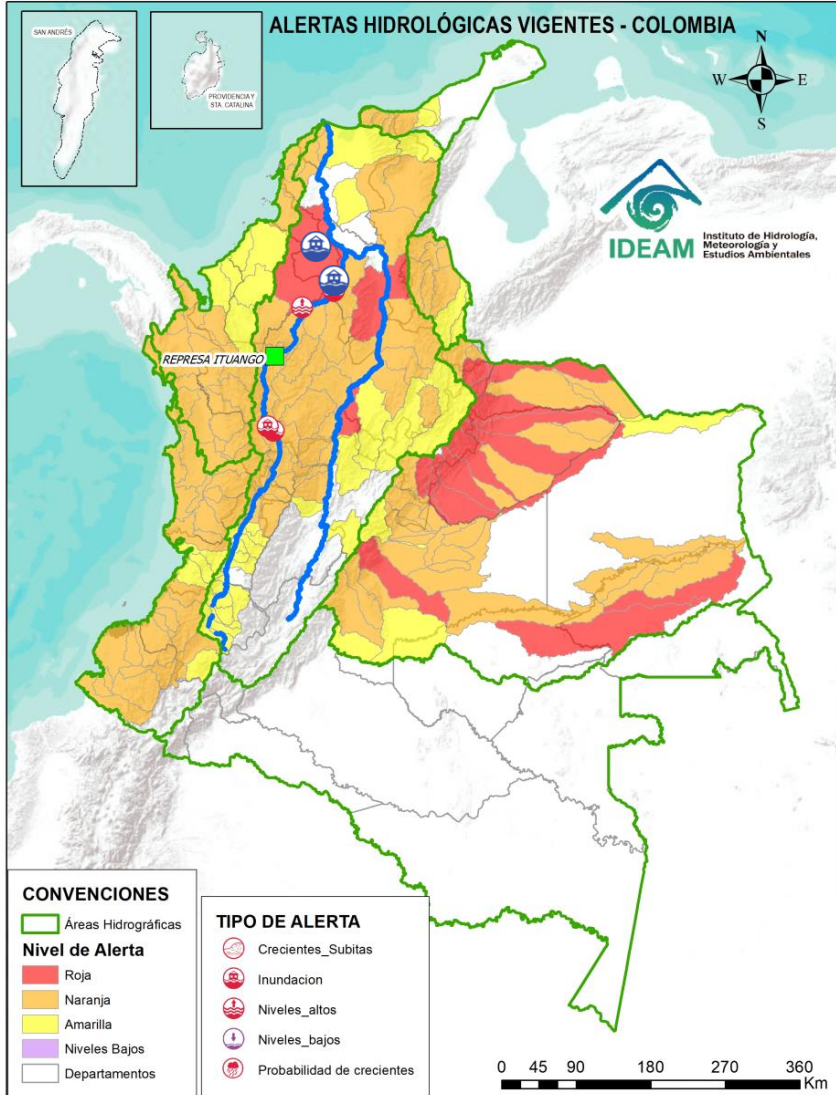 ALERTAS HIDROLÓGICAS VIGENTES - COLOMBIA
SAN ANDRÉS
PROVIDENCIA Y
STA. CATALINA
N
W
E
S
IDEAM
Instituto de Hidrología,
Meteorología y
Estudios Ambientales
REPRESA ITUANGO
CONVENCIONES
Áreas Hidrográficas
Nivel de Alerta
Roja
Naranja
Amarilla
Niveles Bajos
Departamentos
TIPO DE ALERTA
Crecientes_Subitas
Inundacion
Niveles_altos
Niveles_bajos
Probabilidad de crecientes
0 45 90 180 270 360
Km